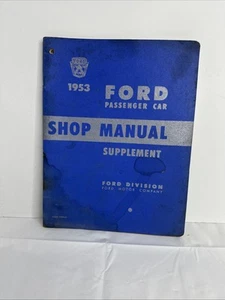 1953
FORD
PASSENGER CAR
SHOP MANUAL
SUPPLEMENT
FORD DIVISION
FORD MOTOR COMPANY